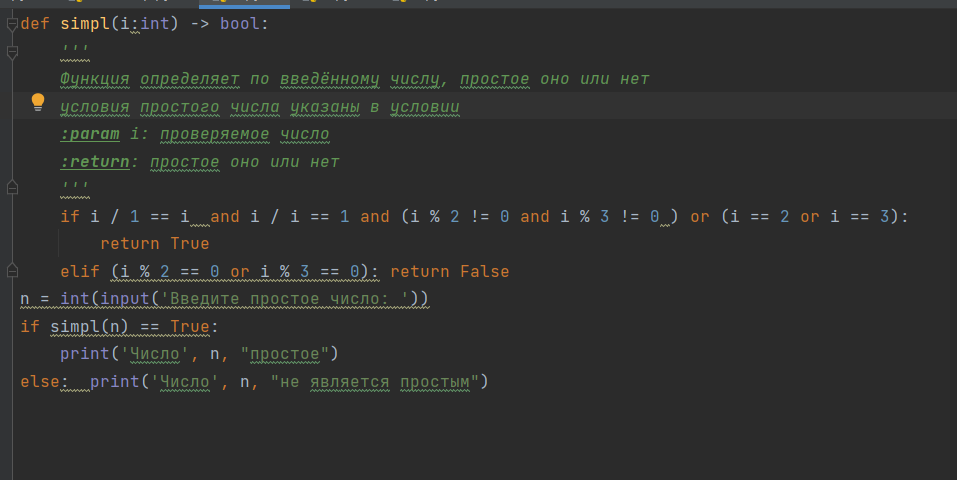 def simpl(i:int) -> bool:
    '''
    Функция определяет по введённому числу, простое оно или нет
    условия простого числа указаны в условии
    :param i: проверяемое число
    :return: простое оно или нет
    '''
    if i / 1 == i  and i / i == 1 and (i % 2 != 0 and i % 3 != 0 ) or (i == 2 or i == 3):
        return True
    elif (i % 2 == 0 or i % 3 == 0): return False
n = int(input('Введите простое число: '))
if simpl(n) == True:
    print('Число', n, "простое")
else:  print('Число', n, "не является простым")